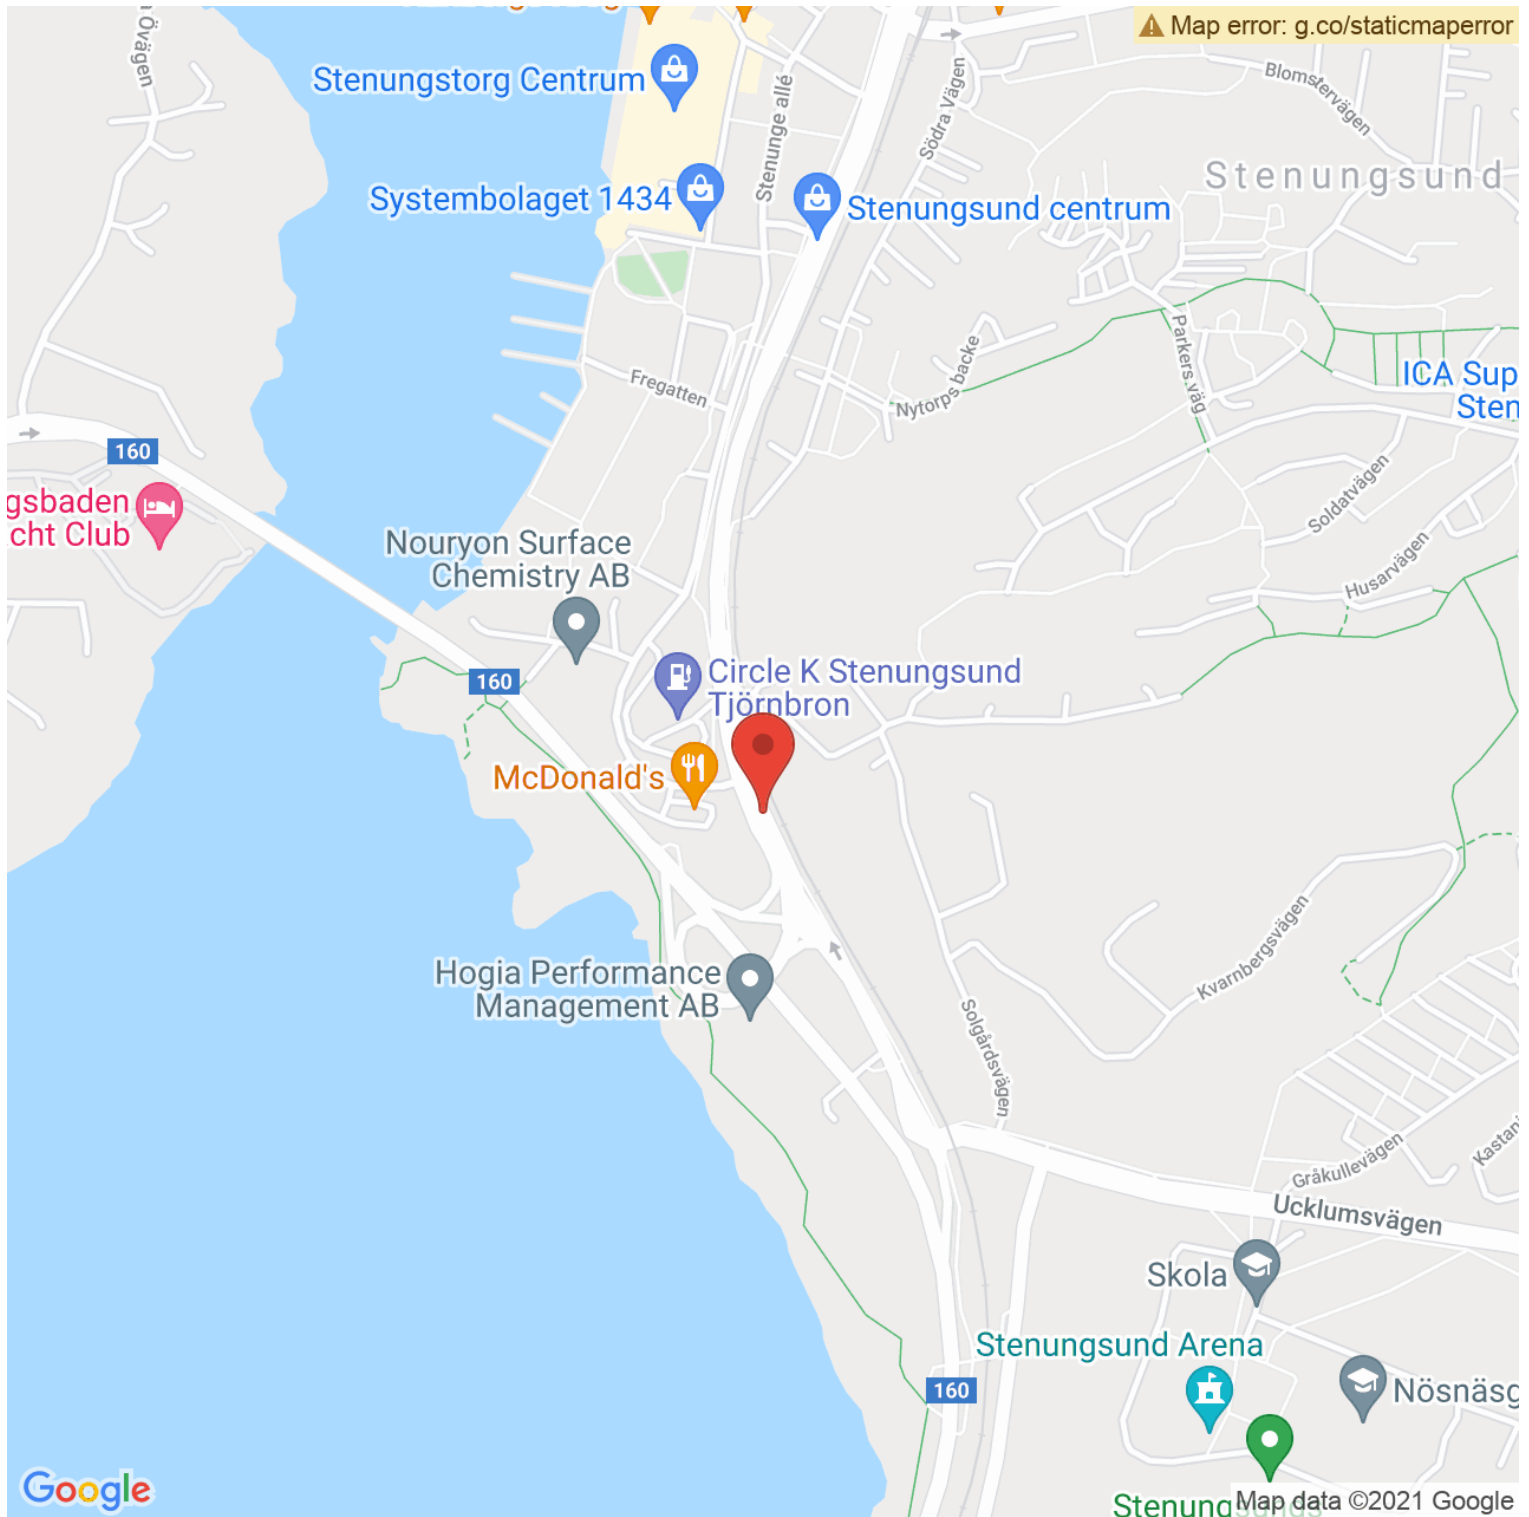 Övägen
Map error: g.co/staticmaperror
Stenungstorg Centrum
Stenunge allé
Södra Vägen
Blomstervägen
Stenungsund
Systembolaget 1434
Stenungsund centrum
Parkers väg
Nytorps backe
Fregatten
ICA Sup
Sten
160
gsbaden
cht Club
Soldatvägen
Husarvägen
Nouryon Surface
Chemistry AB
160
Circle K Stenungsund
Tjörnbron
McDonald's
Kvarnbergsvägen
Hogia Performance
Management AB
Solgårdsvägen
Gråkullevägen
Kastani
Ucklumsvägen
Skola
Stenungsund Arena
160
Nösnäsg
Google
Stenungsunds
Map data ©2021 Google